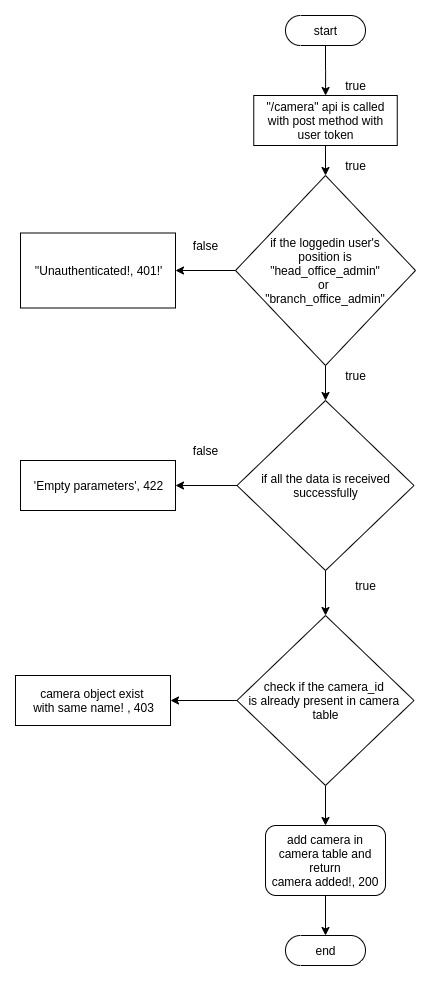 start
true
"/camera" api is called
with post method with
user token
true
if the loggedin user's
position is
"head_office_admin"
or
"branch_office_admin"
false
"Unauthenticated!, 401!'
true
if all the data is received
successfully
false
'Empty parameters', 422
true
check if the camera_id
is already present in camera
table
camera object exist
with same name! , 403
add camera in
camera table and
return
camera added!, 200
end